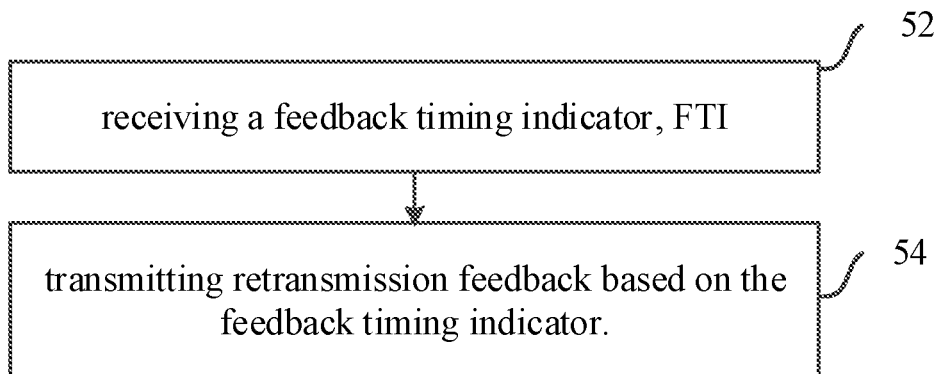 52
receiving a feedback timing indicator, FTI
54
transmitting retransmission feedback based on the
feedback timing indicator.